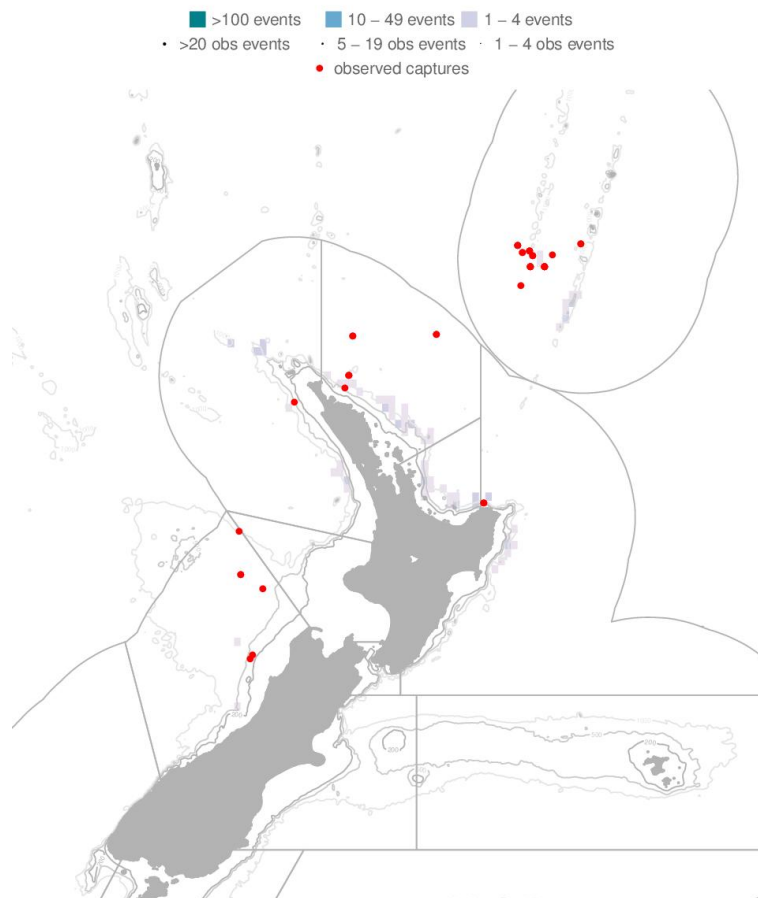 >100 events 10 – 49 events 1 – 4 events
>20 obs events 5 – 19 obs events 1 – 4 obs events
observed captures